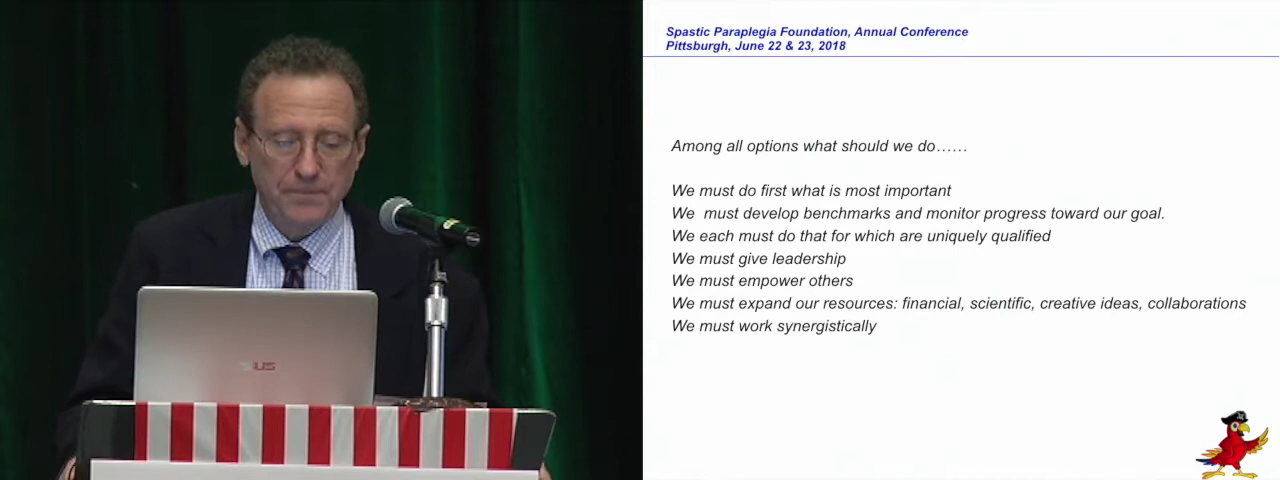 Spastic Paraplegia Foundation, Annual Conference
Pittsburgh, June 22 & 23, 2018
Among all options what should we do……
We must do first what is most important
We  must develop benchmarks and monitor progress toward our goal.
We each must do that for which are uniquely qualified
We must give leadership
We must empower others
We must expand our resources: financial, scientific, creative ideas, collaborations
We must work synergistically